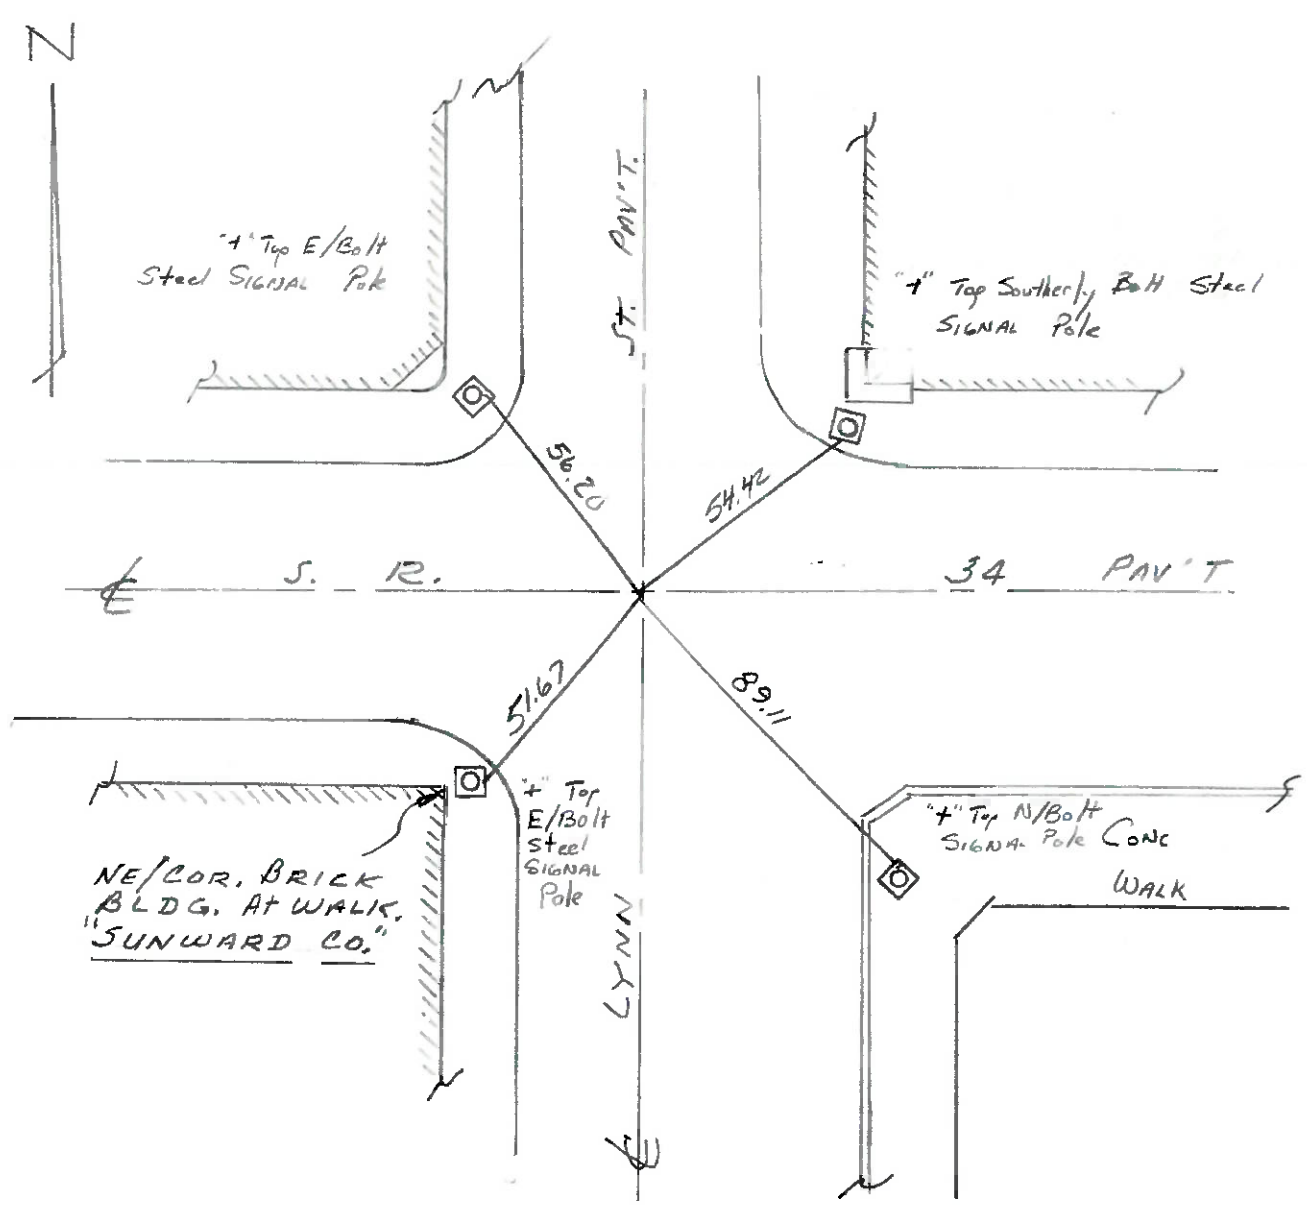 N
"+" Top E/Bolt
Steel SIGNAL Pole
ST. PAV'T.
"+" Top Southerly Bolt Steel
SIGNAL Pole
56.20
54.42
℄ S. R. 34 PAV'T
51.67
89.11
"+" Top
E/Bolt
Steel
SIGNAL
Pole
"+" Top N/Bolt
SIGNAL Pole CONC
WALK
NE/COR. BRICK
BLDG. At WALK.
"SUNWARD CO."
LYNN
℄